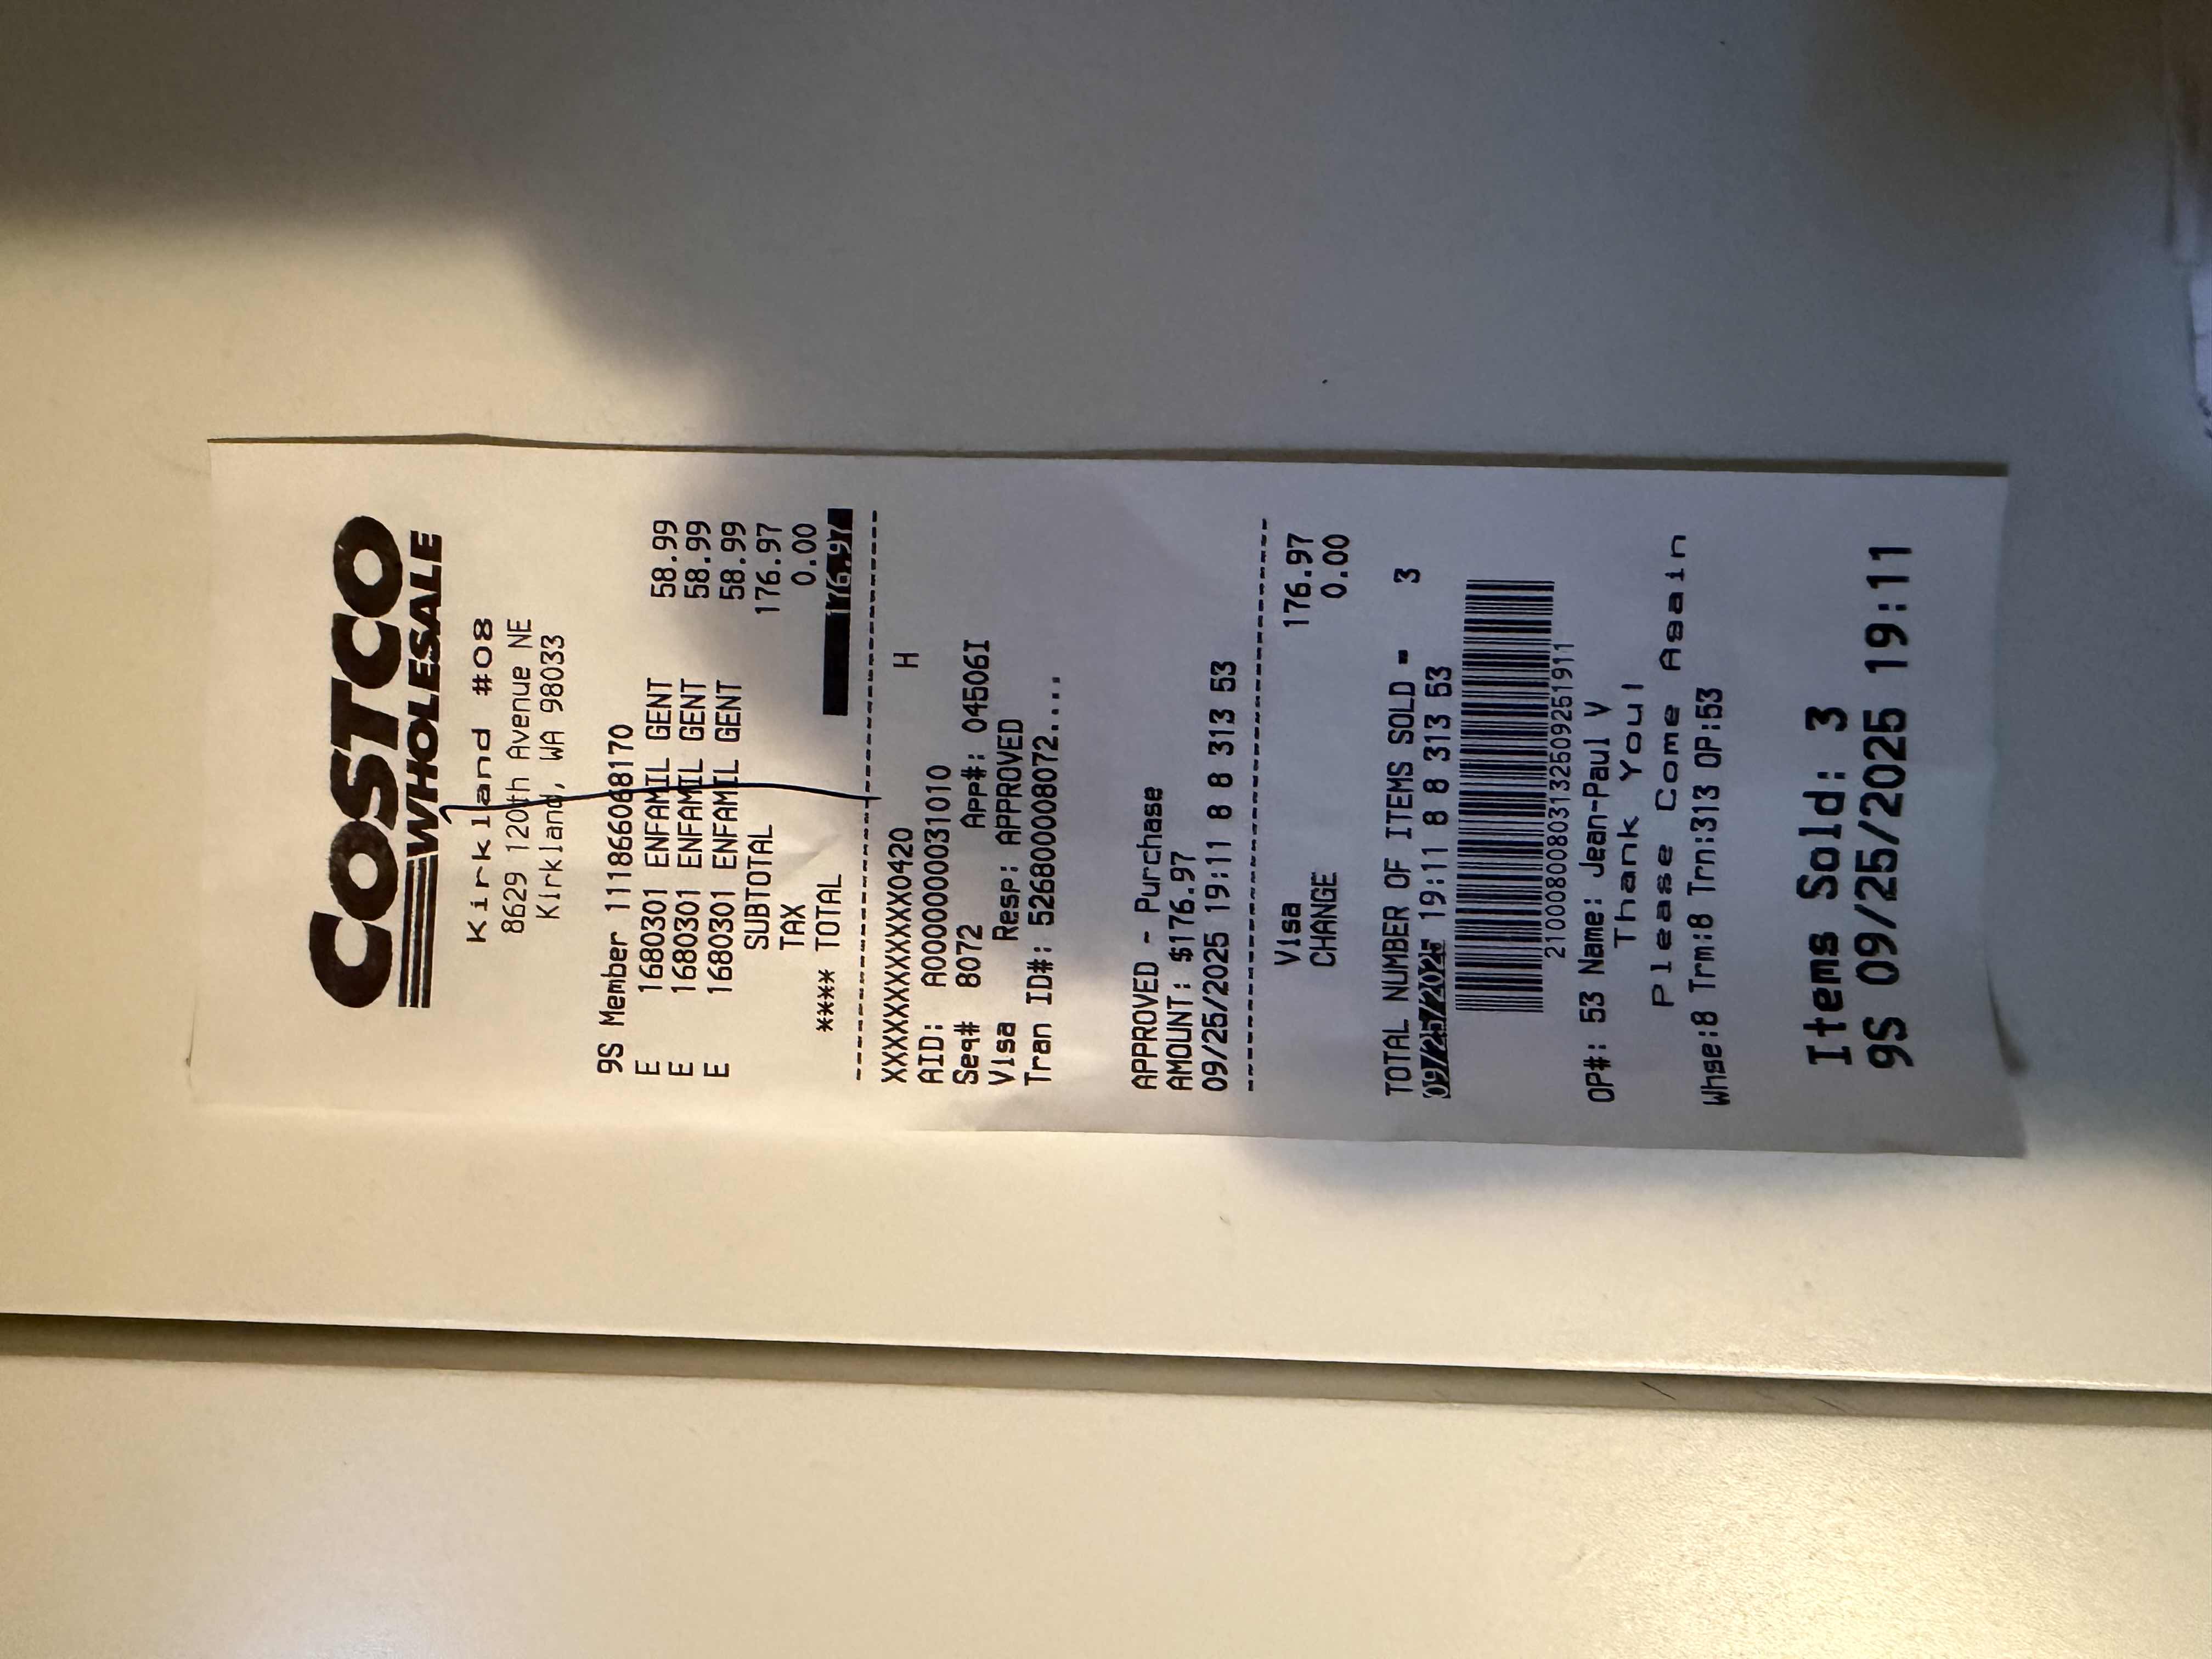 COSTCO
WHOLESALE
Kirkland #08
8629 120th Avenue NE
Kirkland, WA 98033
9S Member 111866068170
E 1680301 ENFAMIL GENT 58.99
E 1680301 ENFAMIL GENT 58.99
E 1680301 ENFAMIL GENT 58.99
SUBTOTAL 176.97
TAX 0.00
**** TOTAL 176.97
XXXXXXXXXXXX0420 H
AID: A0000000031010
Seq# 8072 App#: 04506I
Visa Resp: APPROVED
Tran ID#: 526800008072....
APPROVED - Purchase
AMOUNT: $176.97
09/25/2025 19:11 8 8 313 53
Visa 176.97
CHANGE 0.00
TOTAL NUMBER OF ITEMS SOLD = 3
09/25/2025 19:11 8 8 313 53
21000800803132509251911
OP#: 53 Name: Jean-Paul V
Thank You!
Please Come Again
Whse:8 Trm:8 Trn:313 OP:53
Items Sold: 3
9S 09/25/2025 19:11